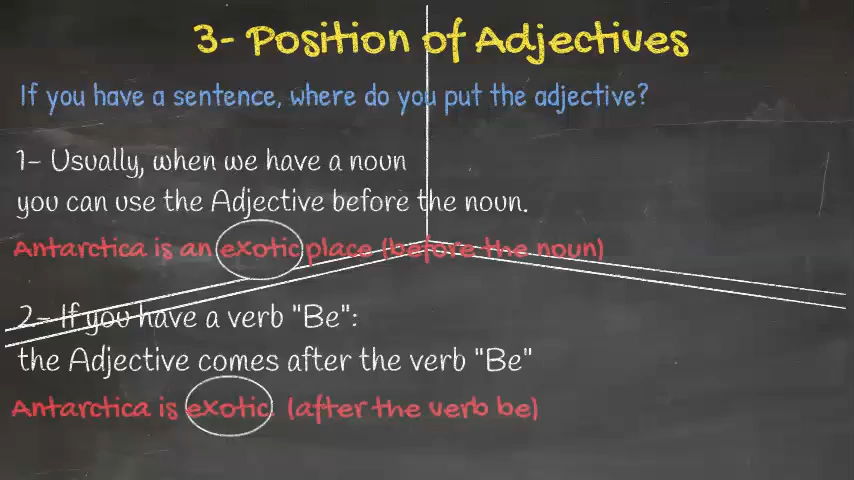 3- Position of Adjectives
If you have a sentence, where do you put the adjective?
1- Usually, when we have a noun
you can use the Adjective before the noun.
Antarctica is an exotic place (before the noun)
2- If you have a verb "Be":
the Adjective comes after the verb "Be"
Antarctica is exotic. (after the verb be)